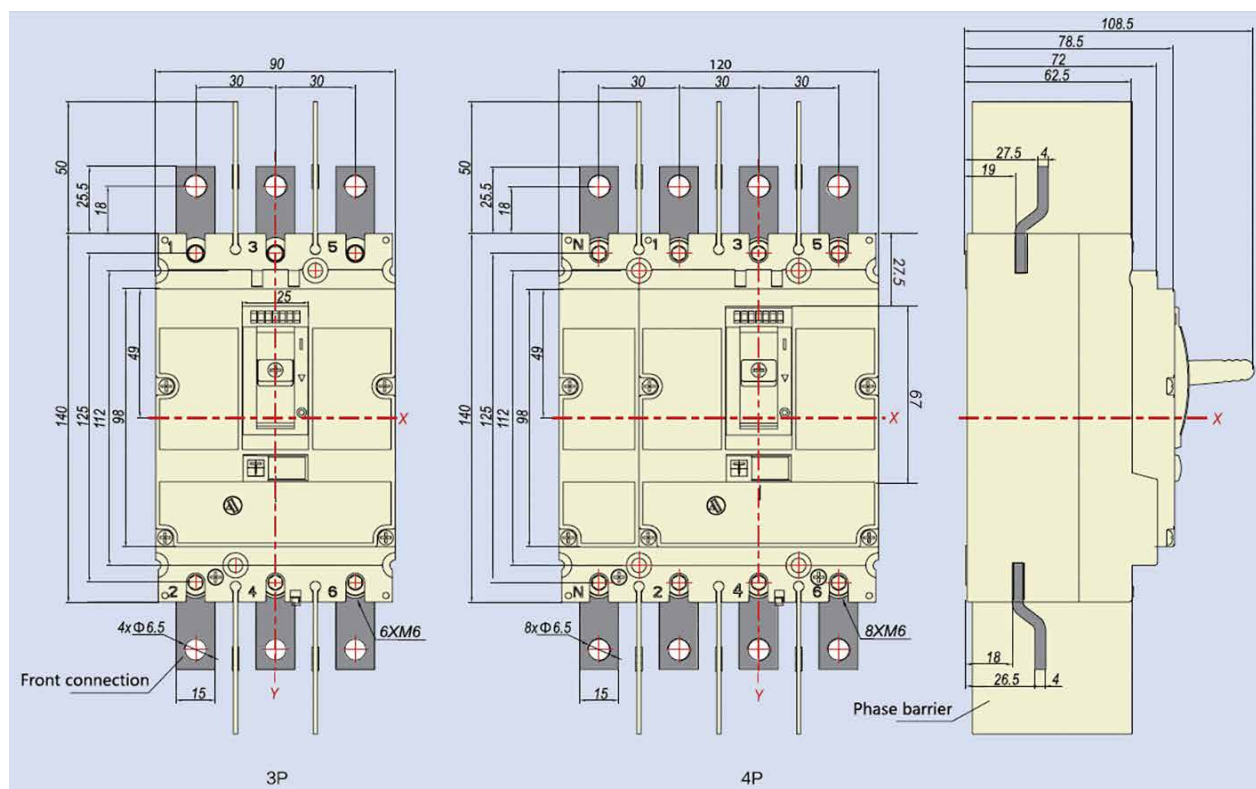 108.5
78.5
72
62.5
90
30 30
120
30 30 30
50
25.5
18
50
25.5
18
27.5 4
19
1 3 5
N 1 3 5
27.5
25
49
140
125
112
98
X
49
140
125
112
98
67
X
X
2 4 6
N 2 4 6
4xΦ6.5
6XM6
8xΦ6.5
8XM6
Front connection
15
Y
15
Y
18
26.5 4
Phase barrier
3P
4P